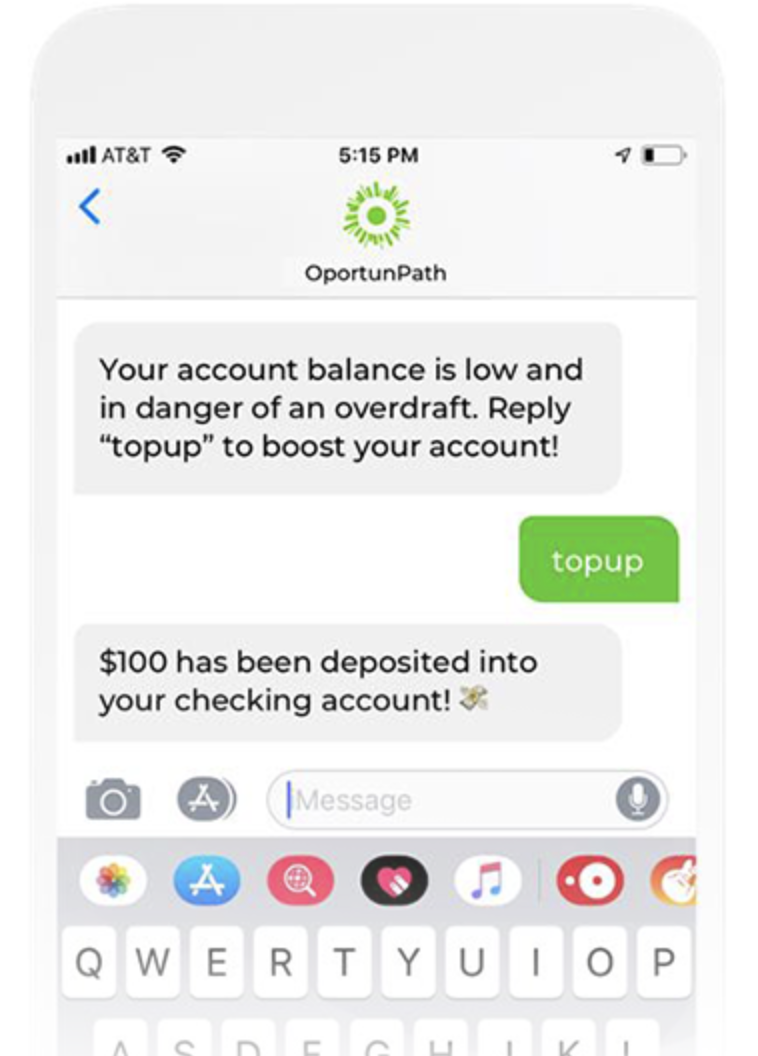 AT&T 5:15 PM
OportunPath
Your account balance is low and
in danger of an overdraft. Reply
“topup” to boost your account!
topup
$100 has been deposited into
your checking account! 💸
iMessage
Q W E R T Y U I O P
A S D F G H J K L